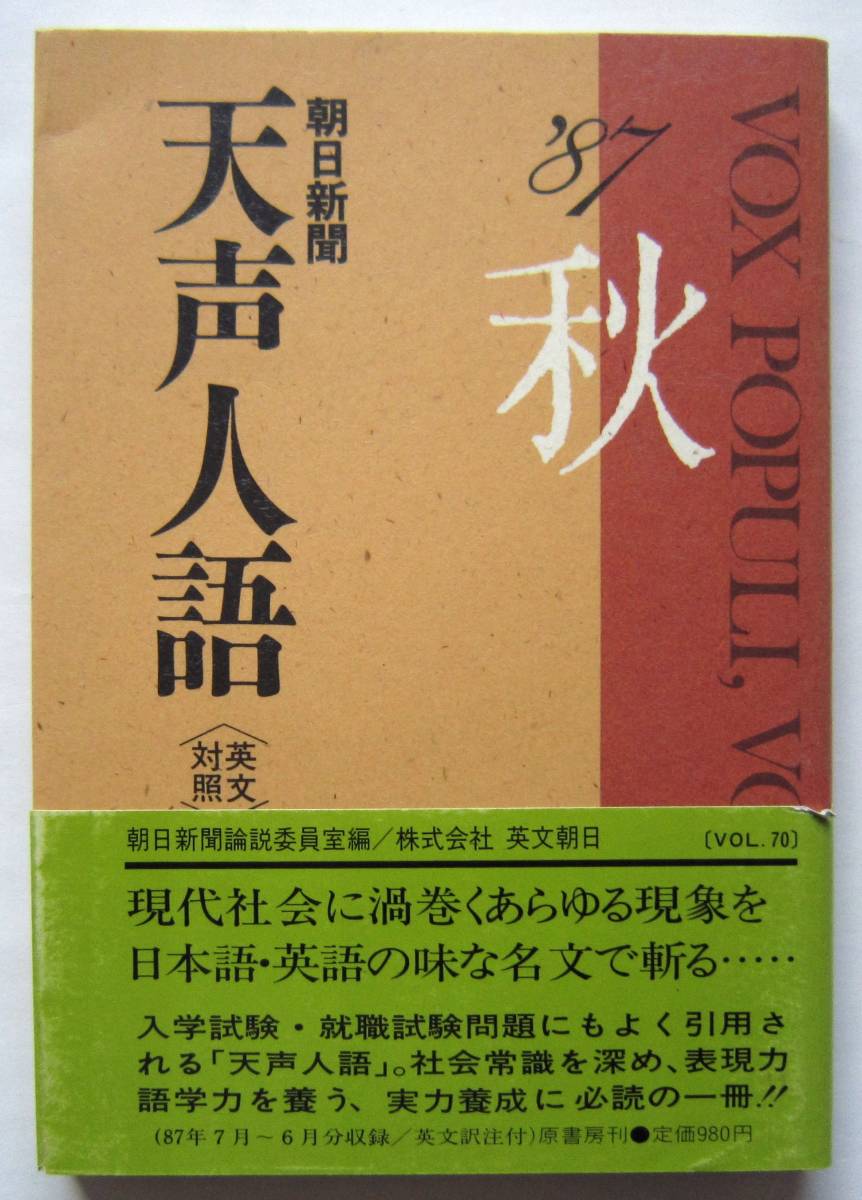 朝日新聞
天声人語
〈英文
対照〉
'87
秋
VOX POPULI,
朝日新聞論説委員室編／株式会社 英文朝日
〔VOL.70〕
現代社会に渦巻くあらゆる現象を
日本語・英語の味な名文で斬る‥‥‥
入学試験・就職試験問題にもよく引用さ
れる「天声人語」。社会常識を深め、表現力
語学力を養う、実力養成に必読の一冊.!!
(87年7月～6月分収録／英文訳注付)原書房刊●定価980円